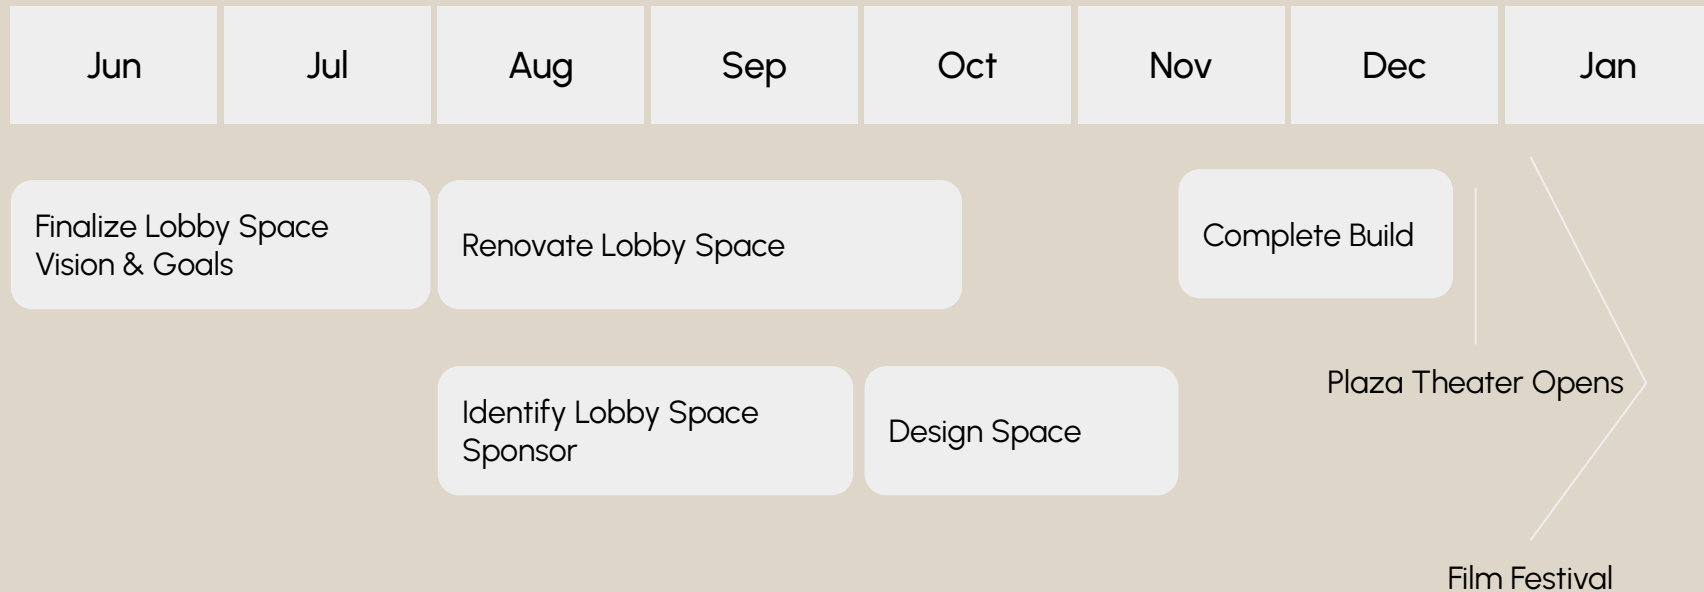 Jun
Jul
Aug
Sep
Oct
Nov
Dec
Jan
Finalize Lobby Space
Vision & Goals
Renovate Lobby Space
Complete Build
Plaza Theater Opens
Identify Lobby Space
Sponsor
Design Space
Film Festival